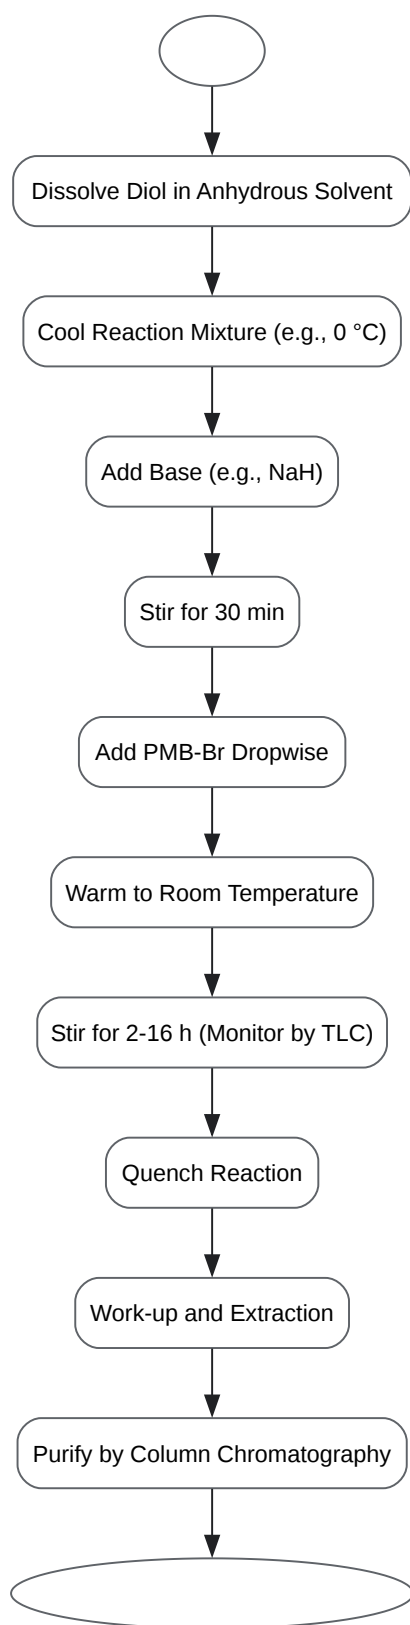 Dissolve Diol in Anhydrous Solvent
Cool Reaction Mixture (e.g., 0 °C)
Add Base (e.g., NaH)
Stir for 30 min
Add PMB-Br Dropwise
Warm to Room Temperature
Stir for 2-16 h (Monitor by TLC)
Quench Reaction
Work-up and Extraction
Purify by Column Chromatography